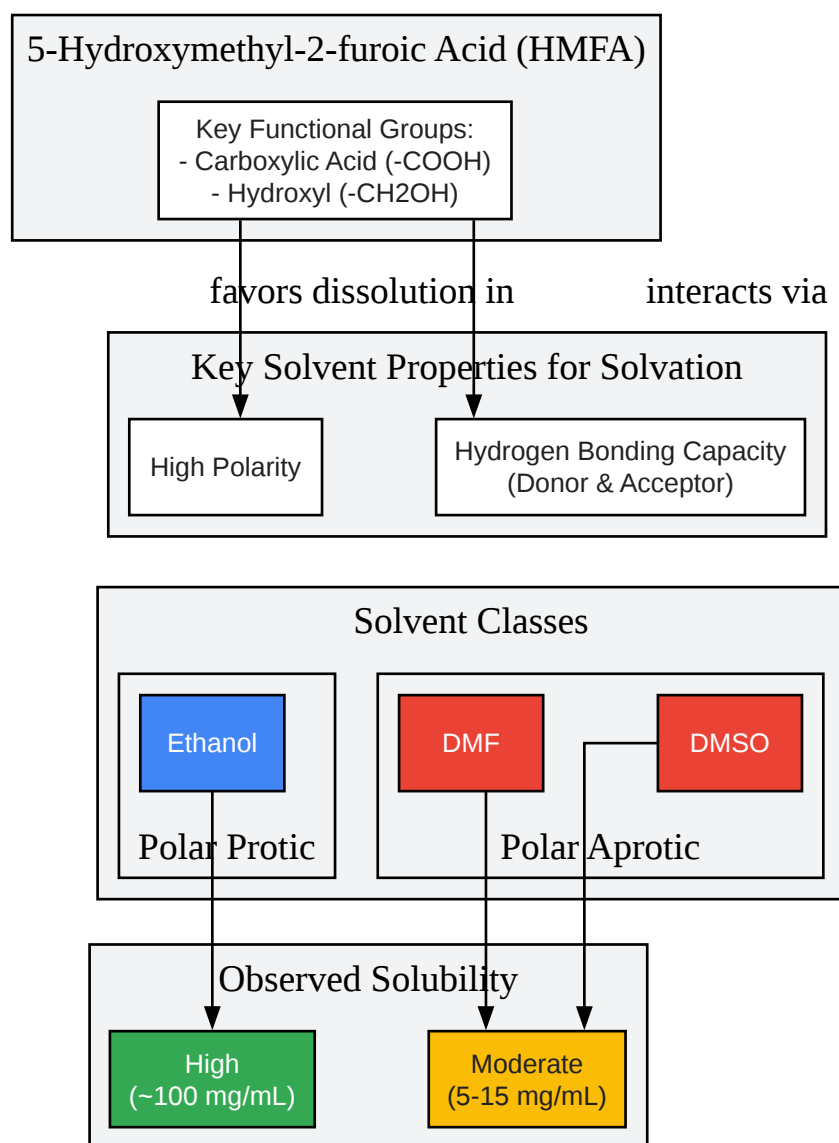 5-Hydroxymethyl-2-furoic Acid (HMFA)
Key Functional Groups:
- Carboxylic Acid (-COOH)
- Hydroxyl (-CH2OH)
favors dissolution in
interacts via
Key Solvent Properties for Solvation
High Polarity
Hydrogen Bonding Capacity
(Donor & Acceptor)
Solvent Classes
Ethanol
DMF
DMSO
Polar Protic
Polar Aprotic
Observed Solubility
High
(~100 mg/mL)
Moderate
(5-15 mg/mL)